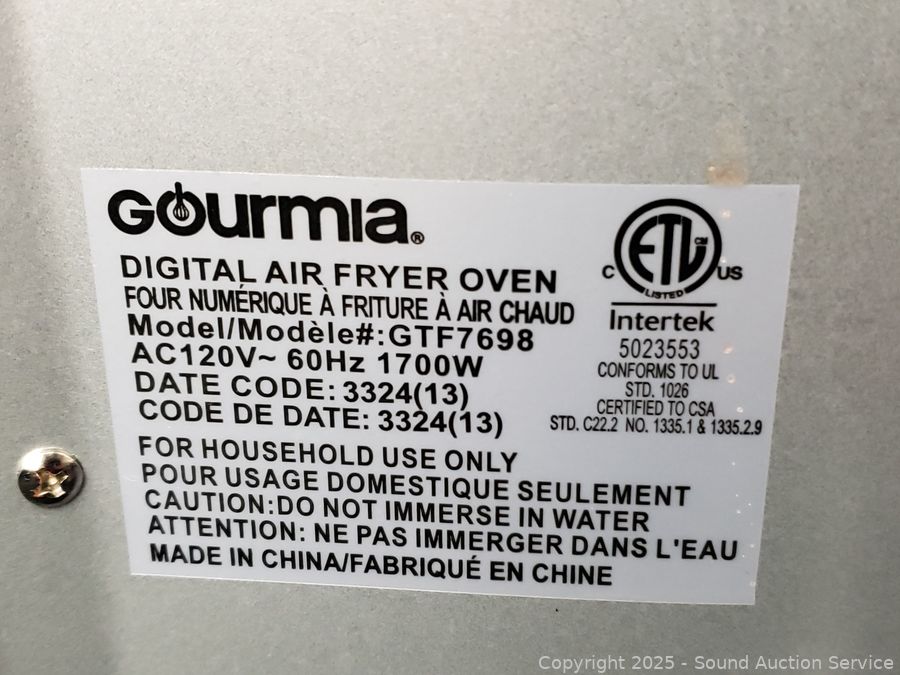 GOurmia®
DIGITAL AIR FRYER OVEN
FOUR NUMÉRIQUE À FRITURE À AIR CHAUD
Model/Modèle#:GTF7698
AC120V~ 60Hz 1700W
DATE CODE: 3324(13)
CODE DE DATE: 3324(13)
FOR HOUSEHOLD USE ONLY
POUR USAGE DOMESTIQUE SEULEMENT
CAUTION:DO NOT IMMERSE IN WATER
ATTENTION: NE PAS IMMERGER DANS L'EAU
MADE IN CHINA/FABRIQUÉ EN CHINE
ETL CM
LISTED
C US
Intertek
5023553
CONFORMS TO UL
STD. 1026
CERTIFIED TO CSA
STD. C22.2 NO. 1335.1 & 1335.2.9
Copyright 2025 - Sound Auction Service